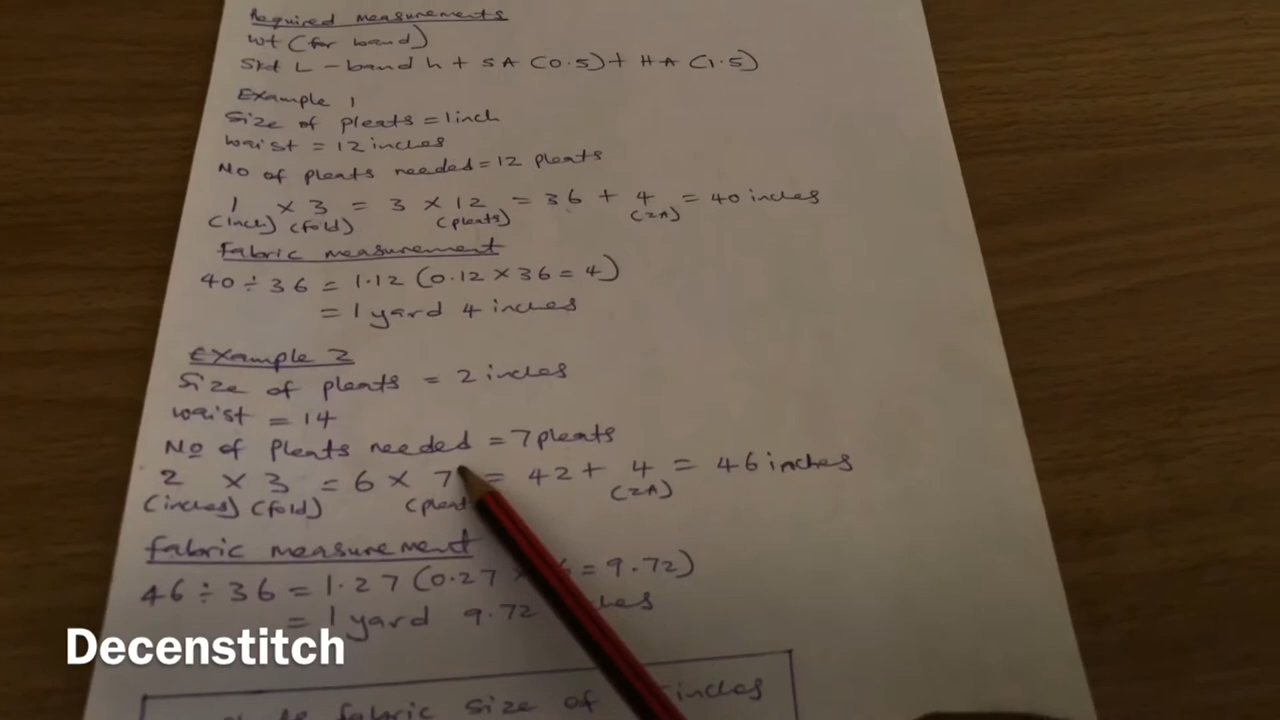 Required measurements
Wt (for band)
Skt L - band h + SA (0.5) + HA (1.5)
Example 1
Size of pleats = 1 inch
Waist = 12 inches
No of pleats needed = 12 pleats
1 × 3 = 3 × 12 = 36 + 4 = 40 inches
(Inch) (fold) (pleats) (ZA)
Fabric measurement
40 ÷ 36 = 1.12 (0.12 × 36 = 4)
= 1 yard 4 inches
Example 2
Size of pleats = 2 inches
Waist = 14
No of Pleats needed = 7 pleats
2 × 3 = 6 × 7 = 42 + 4 = 46 inches
(inches) (fold) (pleat (ZA)
Fabric measurement
46 ÷ 36 = 1.27 (0.27 = 9.72)
= 1 yard 9.72
Decenstitch
fabric size of inches